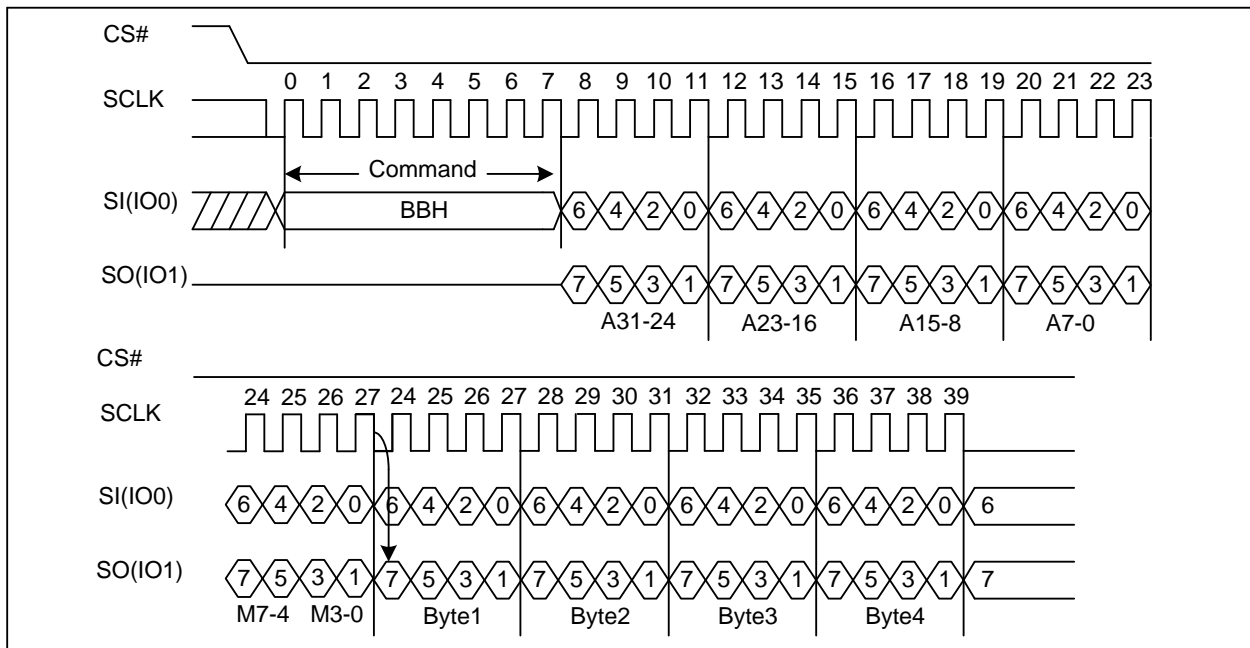 CS#
0 1 2 3 4 5 6 7 8 9 10 11 12 13 14 15 16 17 18 19 20 21 22 23
SCLK
Command
SI(IO0)
BBH
6 4 2 0 6 4 2 0 6 4 2 0 6 4 2 0
SO(IO1)
7 5 3 1 7 5 3 1 7 5 3 1 7 5 3 1
A31-24 A23-16 A15-8 A7-0
CS#
24 25 26 27 24 25 26 27 28 29 30 31 32 33 34 35 36 37 38 39
SCLK
SI(IO0)
6 4 2 0 6 4 2 0 6 4 2 0 6 4 2 0 6 4 2 0 6
SO(IO1)
7 5 3 1 7 5 3 1 7 5 3 1 7 5 3 1 7 5 3 1 7
M7-4 M3-0 Byte1 Byte2 Byte3 Byte4